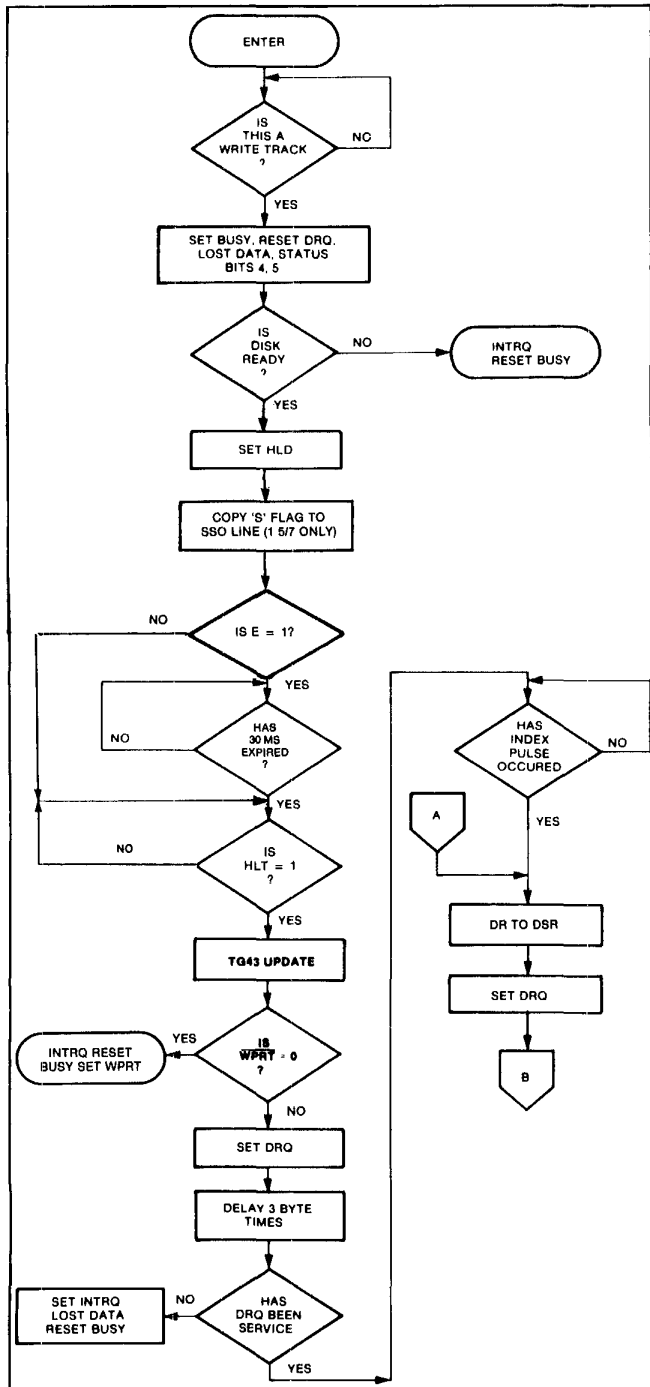 ENTER
IS
THIS A
WRITE TRACK
?
NO
YES
SET BUSY, RESET DRQ,
LOST DATA, STATUS
BITS 4, 5
IS
DISK
READY
?
NO
INTRQ
RESET BUSY
YES
SET HLD
COPY 'S' FLAG TO
SSO LINE (1 5/7 ONLY)
NO
IS E = 1?
YES
HAS
30 MS
EXPIRED
?
NO
YES
IS
HLT = 1
?
NO
YES
TG43 UPDATE
IS
WPRT = 0
?
YES
INTRQ RESET
BUSY SET WPRT
NO
SET DRQ
DELAY 3 BYTE
TIMES
HAS
DRQ BEEN
SERVICE
NO
SET INTRQ
LOST DATA
RESET BUSY
YES
HAS
INDEX
PULSE
OCCURED
NO
YES
A
DR TO DSR
SET DRQ
B